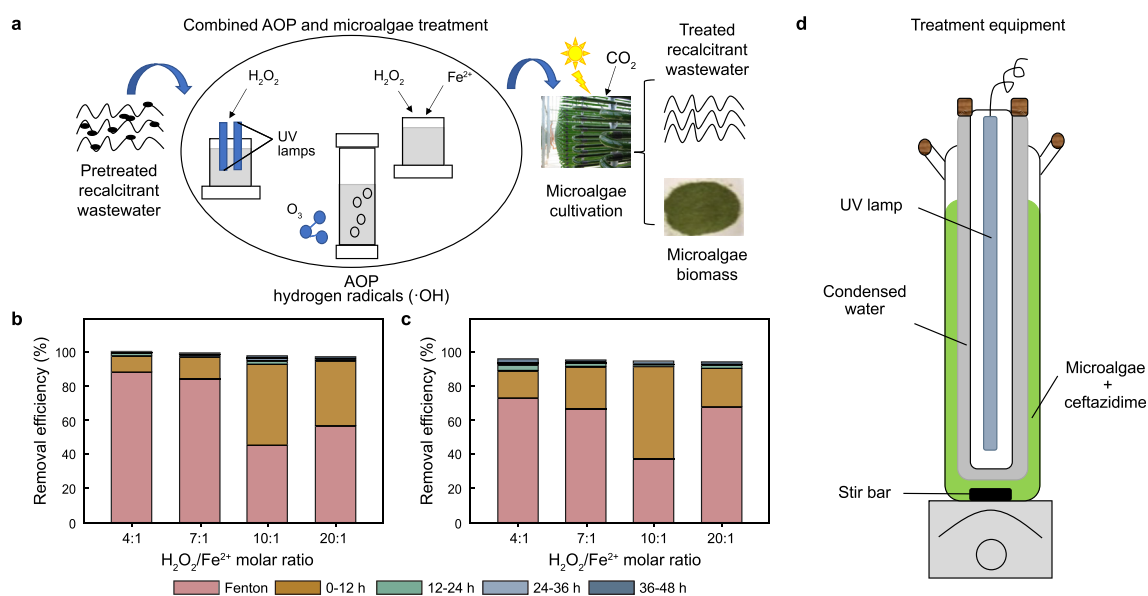 a
Combined AOP and microalgae treatment
H₂O₂
UV
lamps
H₂O₂
Fe²⁺
O₃
Pretreated
recalcitrant
wastewater
AOP
hydrogen radicals (·OH)
CO₂
Microalgae
cultivation
Treated
recalcitrant
wastewater
Microalgae
biomass
b
Removal efficiency (%)
100
80
60
40
20
0
4:1
7:1
10:1
20:1
H₂O₂/Fe²⁺ molar ratio
c
Removal efficiency (%)
100
80
60
40
20
0
4:1
7:1
10:1
20:1
H₂O₂/Fe²⁺ molar ratio
Fenton
0-12 h
12-24 h
24-36 h
36-48 h
d
Treatment equipment
UV lamp
Condensed
water
Microalgae
+
ceftazidime
Stir bar